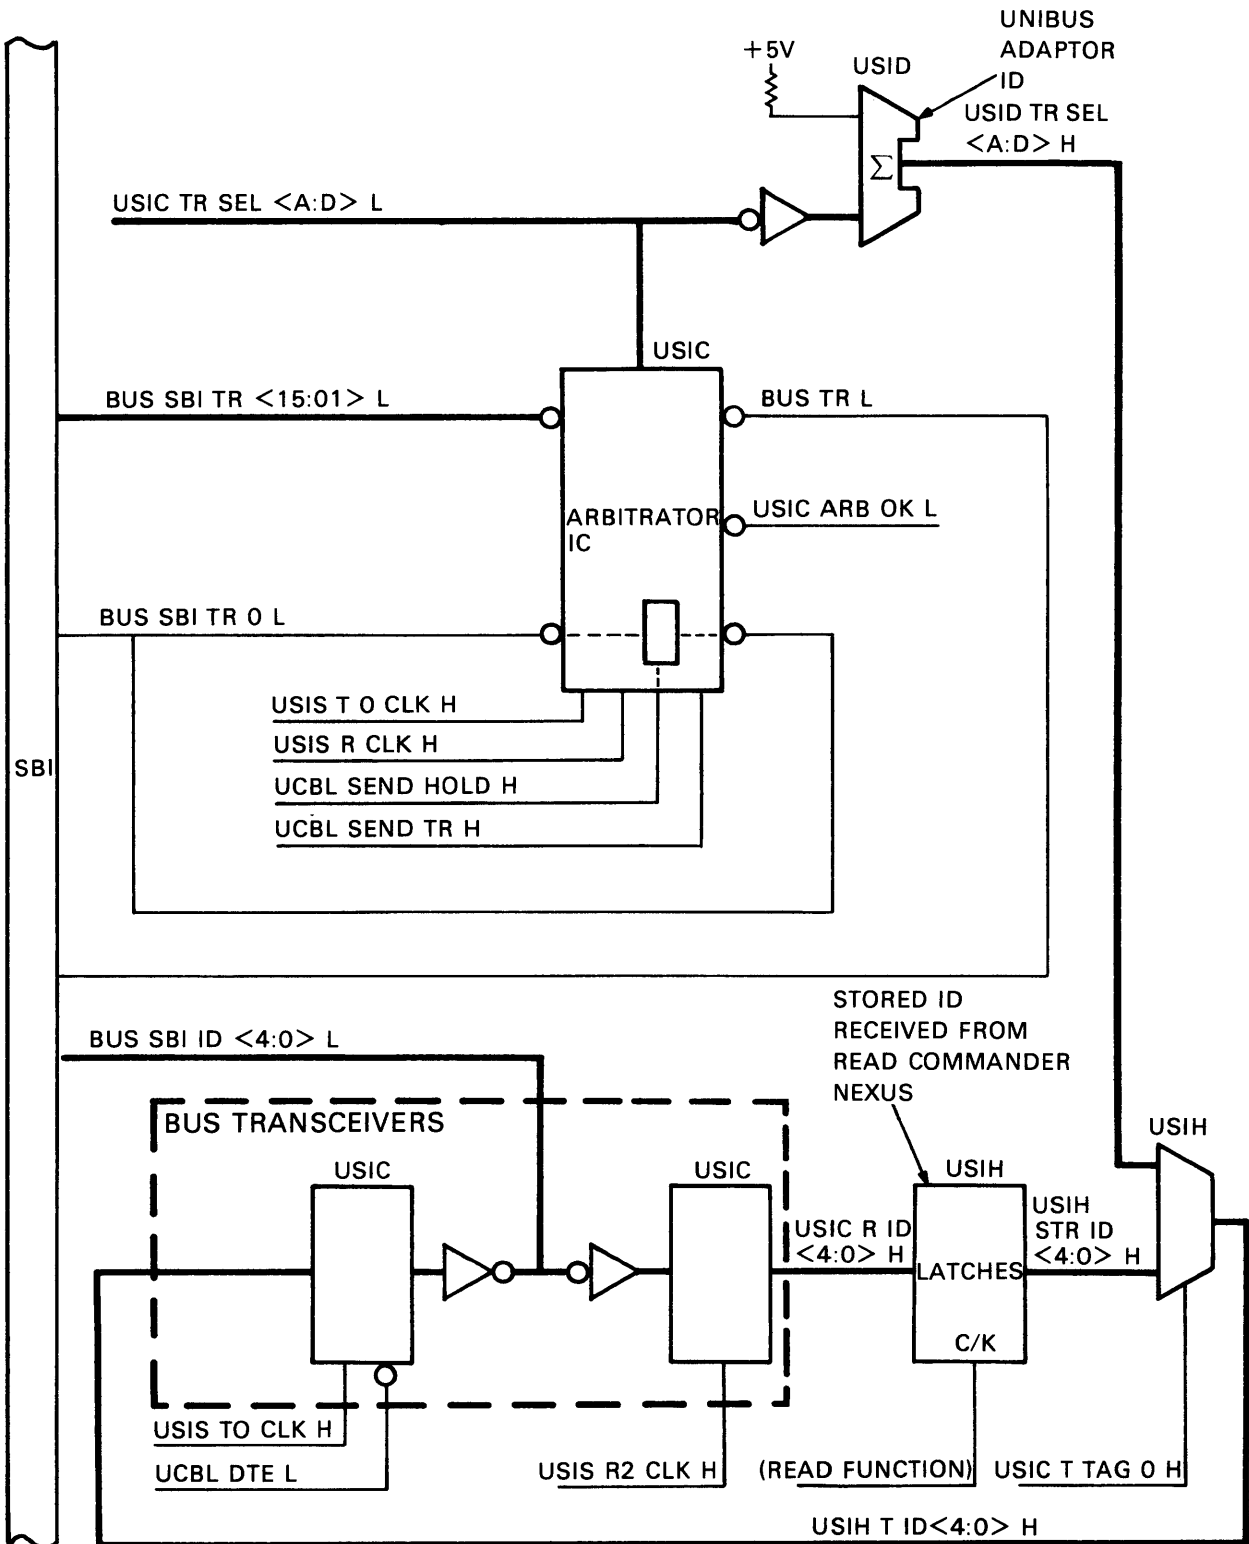 UNIBUS
ADAPTOR
ID
+5V
USID
USID TR SEL
<A:D> H
Σ
USIC TR SEL <A:D> L
USIC
BUS SBI TR <15:01> L
BUS TR L
ARBITRATOR
IC
USIC ARB OK L
BUS SBI TR 0 L
USIS T 0 CLK H
USIS R CLK H
SBI
UCBL SEND HOLD H
UCBL SEND TR H
STORED ID
RECEIVED FROM
READ COMMANDER
NEXUS
BUS SBI ID <4:0> L
BUS TRANSCEIVERS
USIH
USIC
USIC
USIH
USIC R ID
<4:0> H
USIH
STR ID
<4:0> H
LATCHES
C/K
USIS TO CLK H
UCBL DTE L
USIS R2 CLK H
(READ FUNCTION)
USIC T TAG 0 H
USIH T ID<4:0> H